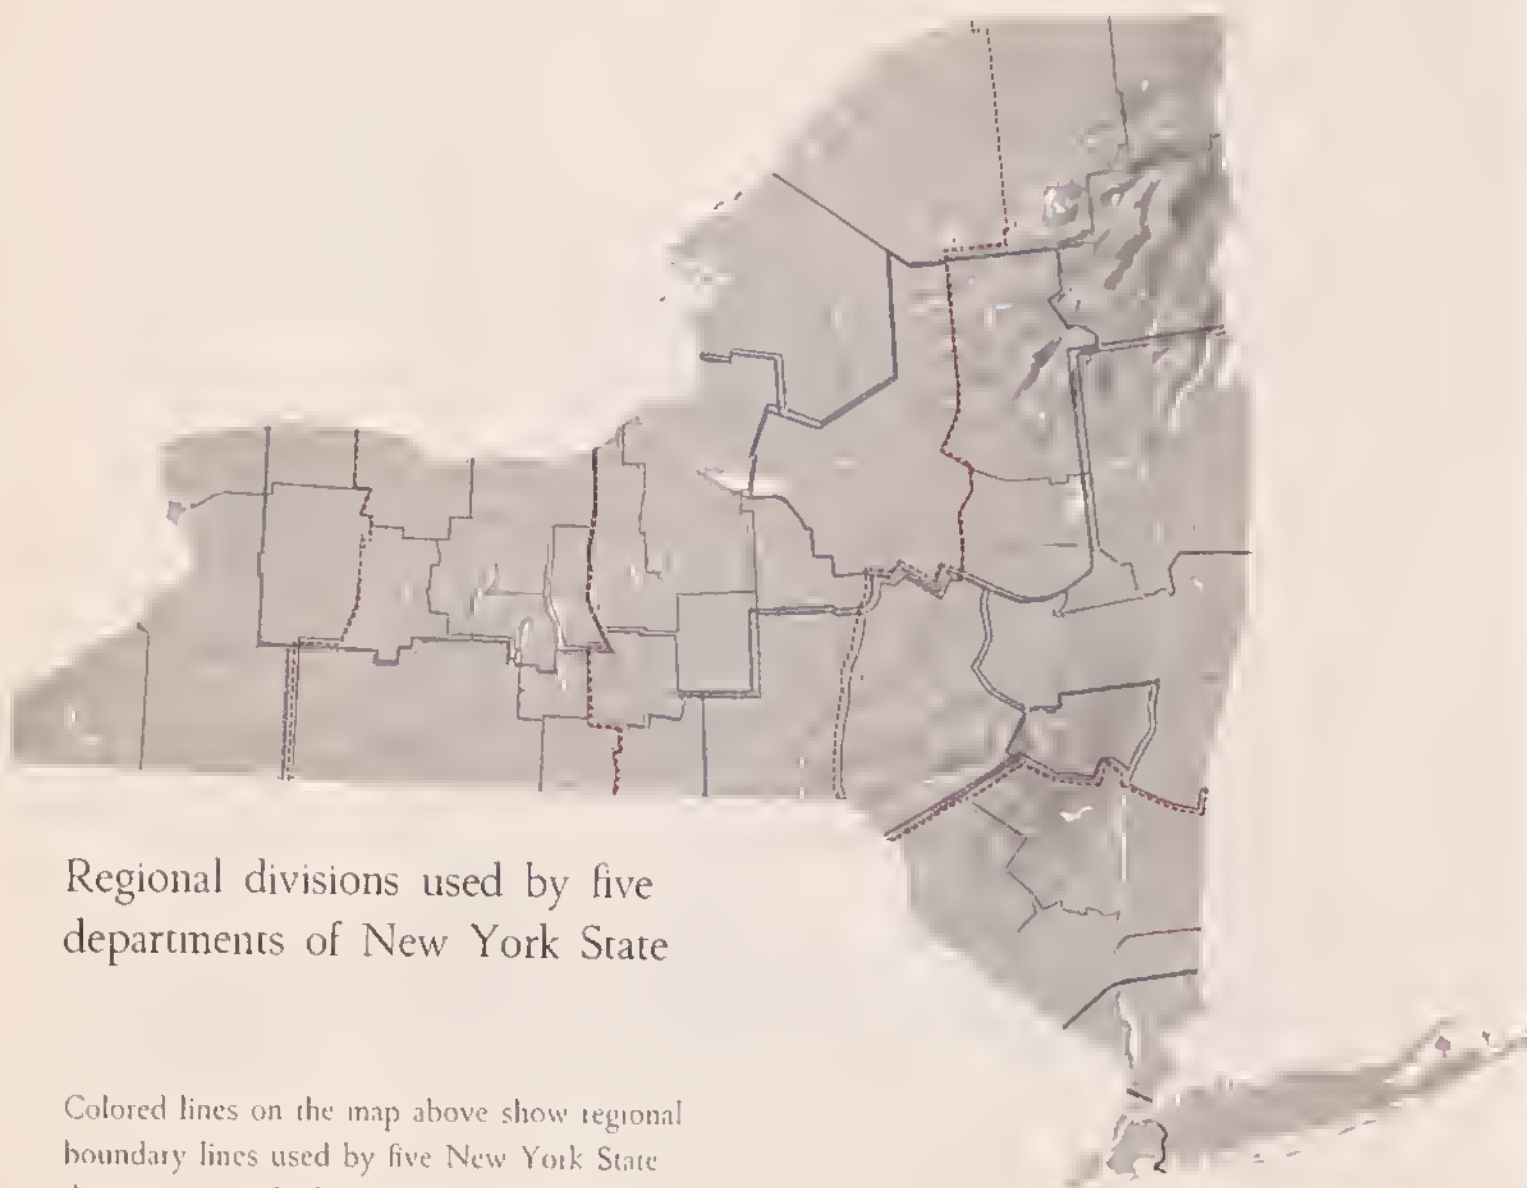 Regional divisions used by five
departments of New York State
Colored lines on the map above show regional
boundary lines used by five New York State